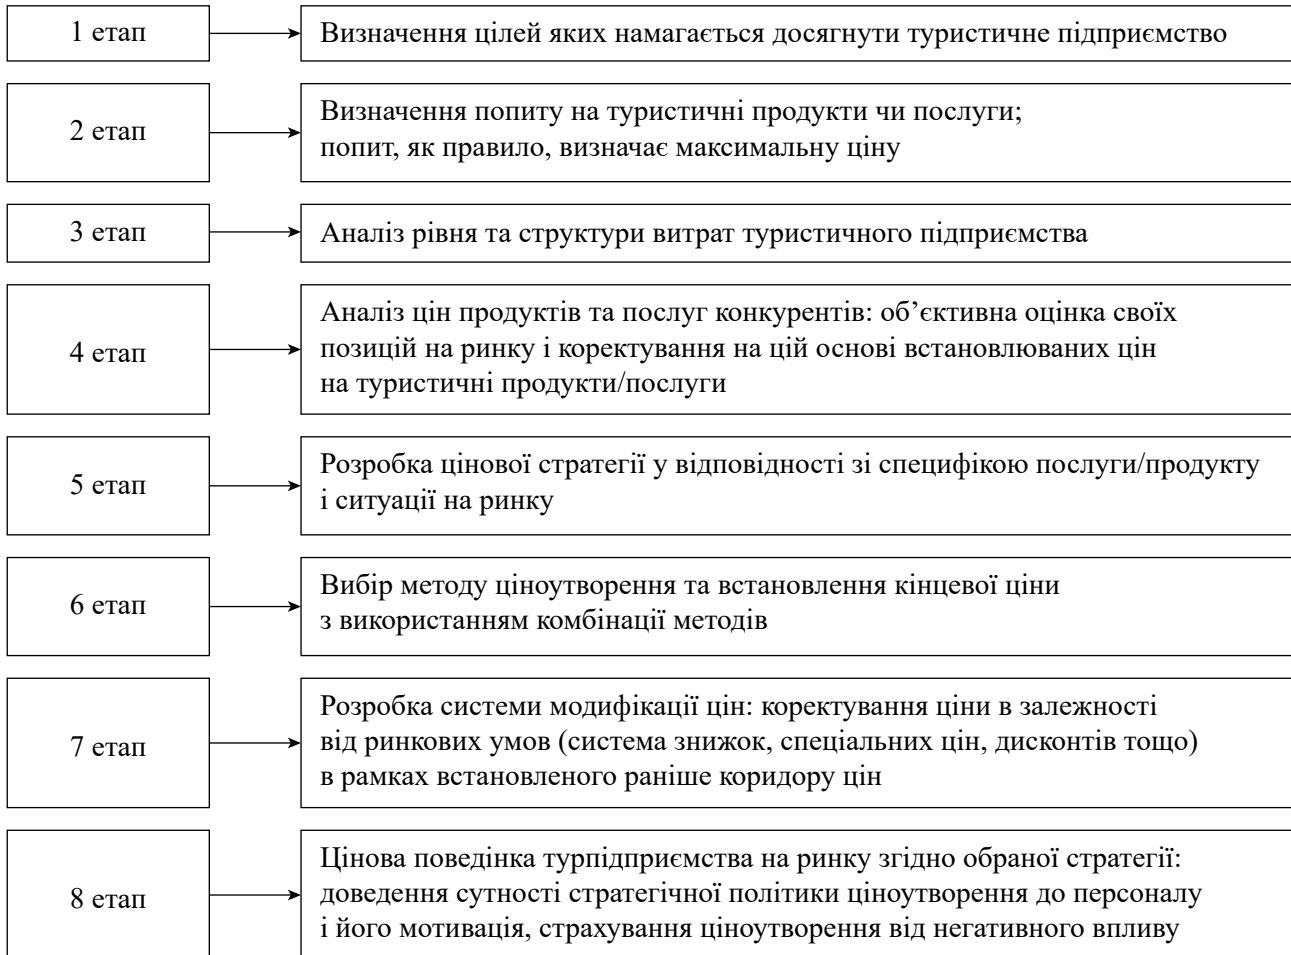 1 етап
Визначення цілей яких намагається досягнути туристичне підприємство
2 етап
Визначення попиту на туристичні продукти чи послуги;
попит, як правило, визначає максимальну ціну
3 етап
Аналіз рівня та структури витрат туристичного підприємства
4 етап
Аналіз цін продуктів та послуг конкурентів: об’єктивна оцінка своїх
позицій на ринку і коректування на цій основі встановлюваних цін
на туристичні продукти/послуги
5 етап
Розробка цінової стратегії у відповідності зі специфікою послуги/продукту
і ситуації на ринку
6 етап
Вибір методу ціноутворення та встановлення кінцевої ціни
з використанням комбінації методів
7 етап
Розробка системи модифікації цін: коректування ціни в залежності
від ринкових умов (система знижок, спеціальних цін, дисконтів тощо)
в рамках встановленого раніше коридору цін
8 етап
Цінова поведінка турпідприємства на ринку згідно обраної стратегії:
доведення сутності стратегічної політики ціноутворення до персоналу
і його мотивація, страхування ціноутворення від негативного впливу